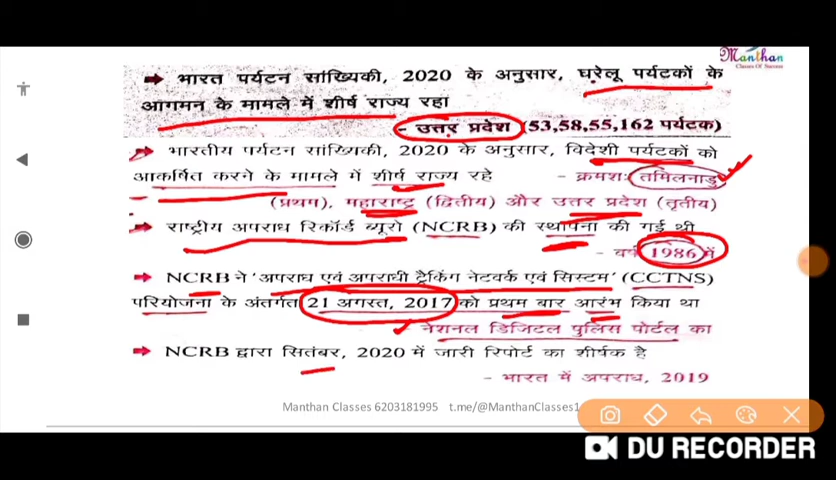 Manthan
Classes Of Success
➔ भारत पर्यटन सांख्यिकी, 2020 के अनुसार, घरेलू पर्यटकों के
आगमन के मामले में शीर्ष राज्य रहा
- उत्तर प्रदेश (53,58,55,162 पर्यटक)
➔ भारतीय पर्यटन सांख्यिकी, 2020 के अनुसार, विदेशी पर्यटकों को
आकर्षित करने के मामले में शीर्ष राज्य रहे - क्रमशः तमिलनाडु
(प्रथम), महाराष्ट्र (द्वितीय) और उत्तर प्रदेश (तृतीय)
➔ राष्ट्रीय अपराध रिकॉर्ड ब्यूरो (NCRB) की स्थापना की गई थी
- वर्ष 1986 में
➔ NCRB ने 'अपराध एवं अपराधी ट्रैकिंग नेटवर्क एवं सिस्टम' (CCTNS)
परियोजना के अंतर्गत 21 अगस्त, 2017 को प्रथम बार आरंभ किया था
- नेशनल डिजिटल पुलिस पोर्टल का
➔ NCRB द्वारा सितंबर, 2020 में जारी रिपोर्ट का शीर्षक है
- भारत में अपराध, 2019
Manthan Classes 6203181995 t.me/@ManthanClasses1
DU RECORDER